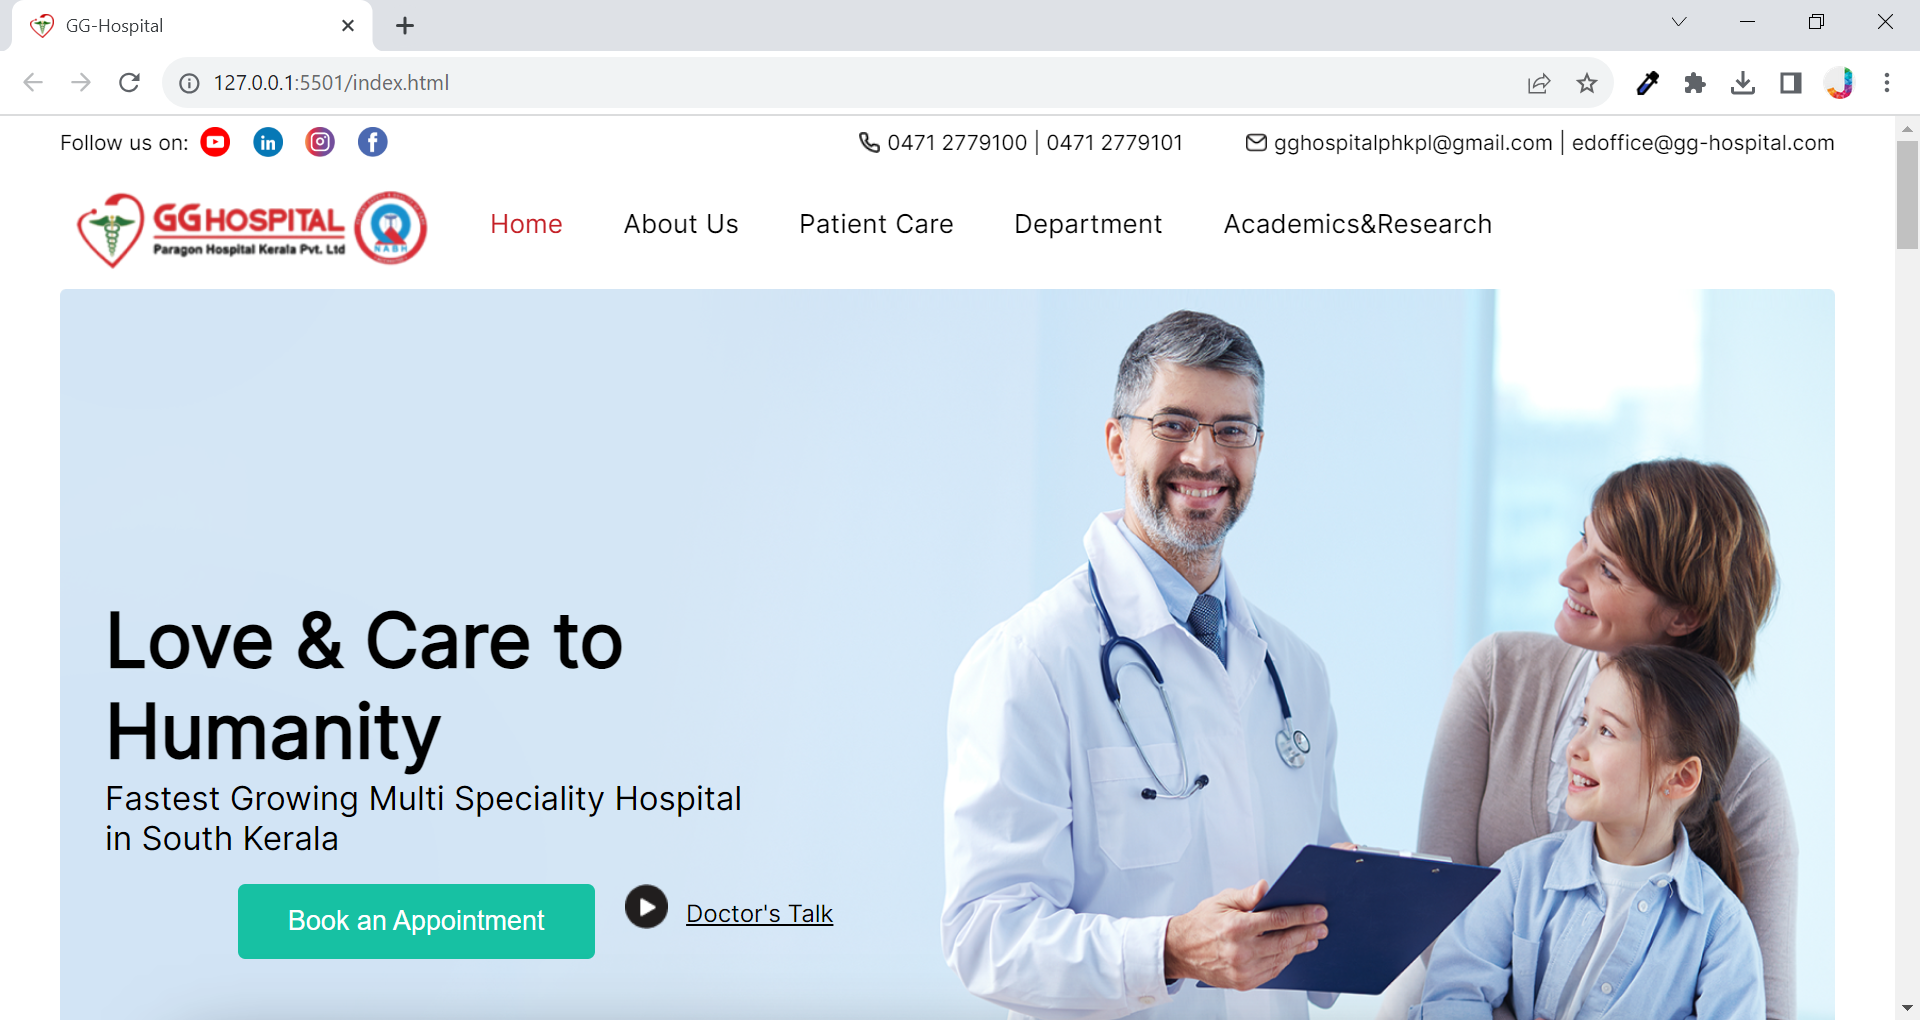 GG-Hospital
127.0.0.1:5501/index.html
Follow us on:
0471 2779100 | 0471 2779101
gghospitalphkpl@gmail.com | edoffice@gg-hospital.com
GG HOSPITAL
Paragon Hospital Kerala Pvt. Ltd
NABH
Home
About Us
Patient Care
Department
Academics&Research
Love & Care to
Humanity
Fastest Growing Multi Speciality Hospital
in South Kerala
Book an Appointment
Doctor's Talk